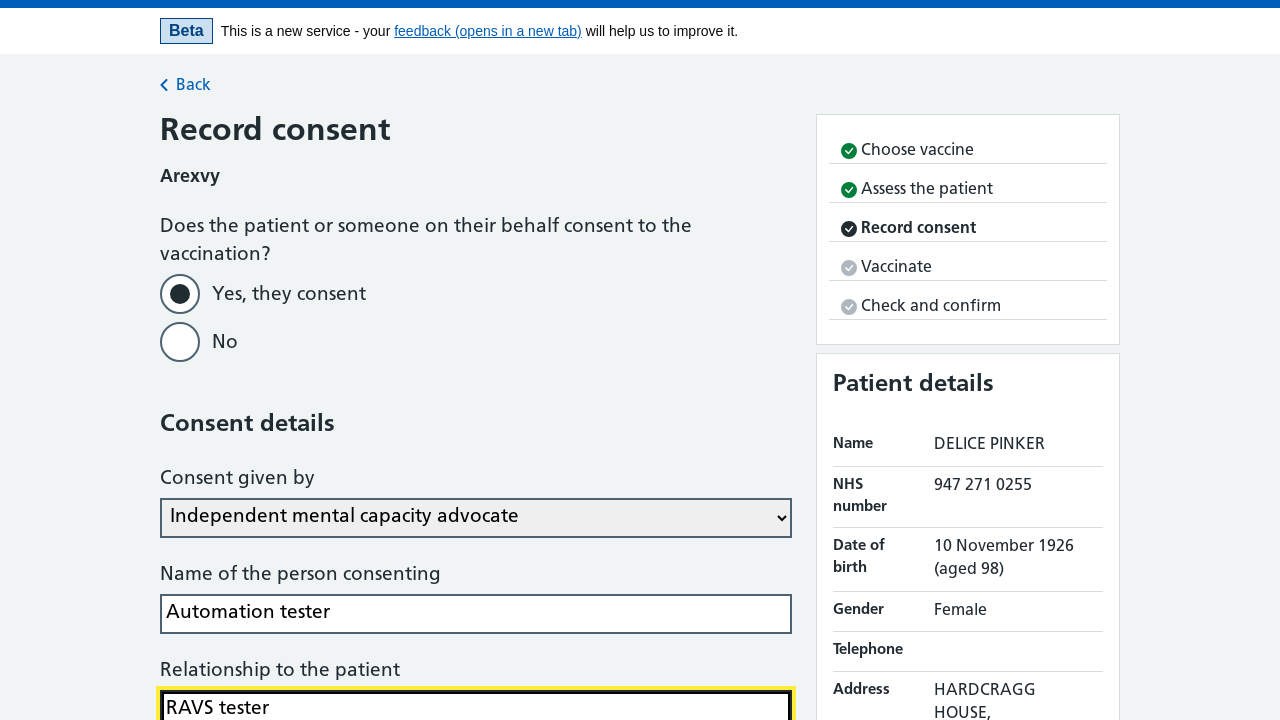 Beta This is a new service - your feedback (opens in a new tab) will help us to improve it.
Back
Record consent
Arexvy
Does the patient or someone on their behalf consent to the
vaccination?
Yes, they consent
No
Consent details
Consent given by
Independent mental capacity advocate
Name of the person consenting
Automation tester
Relationship to the patient
RAVS tester
Choose vaccine
Assess the patient
Record consent
Vaccinate
Check and confirm
Patient details
Name DELICE PINKER
NHS 947 271 0255
number
Date of 10 November 1926
birth (aged 98)
Gender Female
Telephone
Address HARDCRAGG
HOUSE,